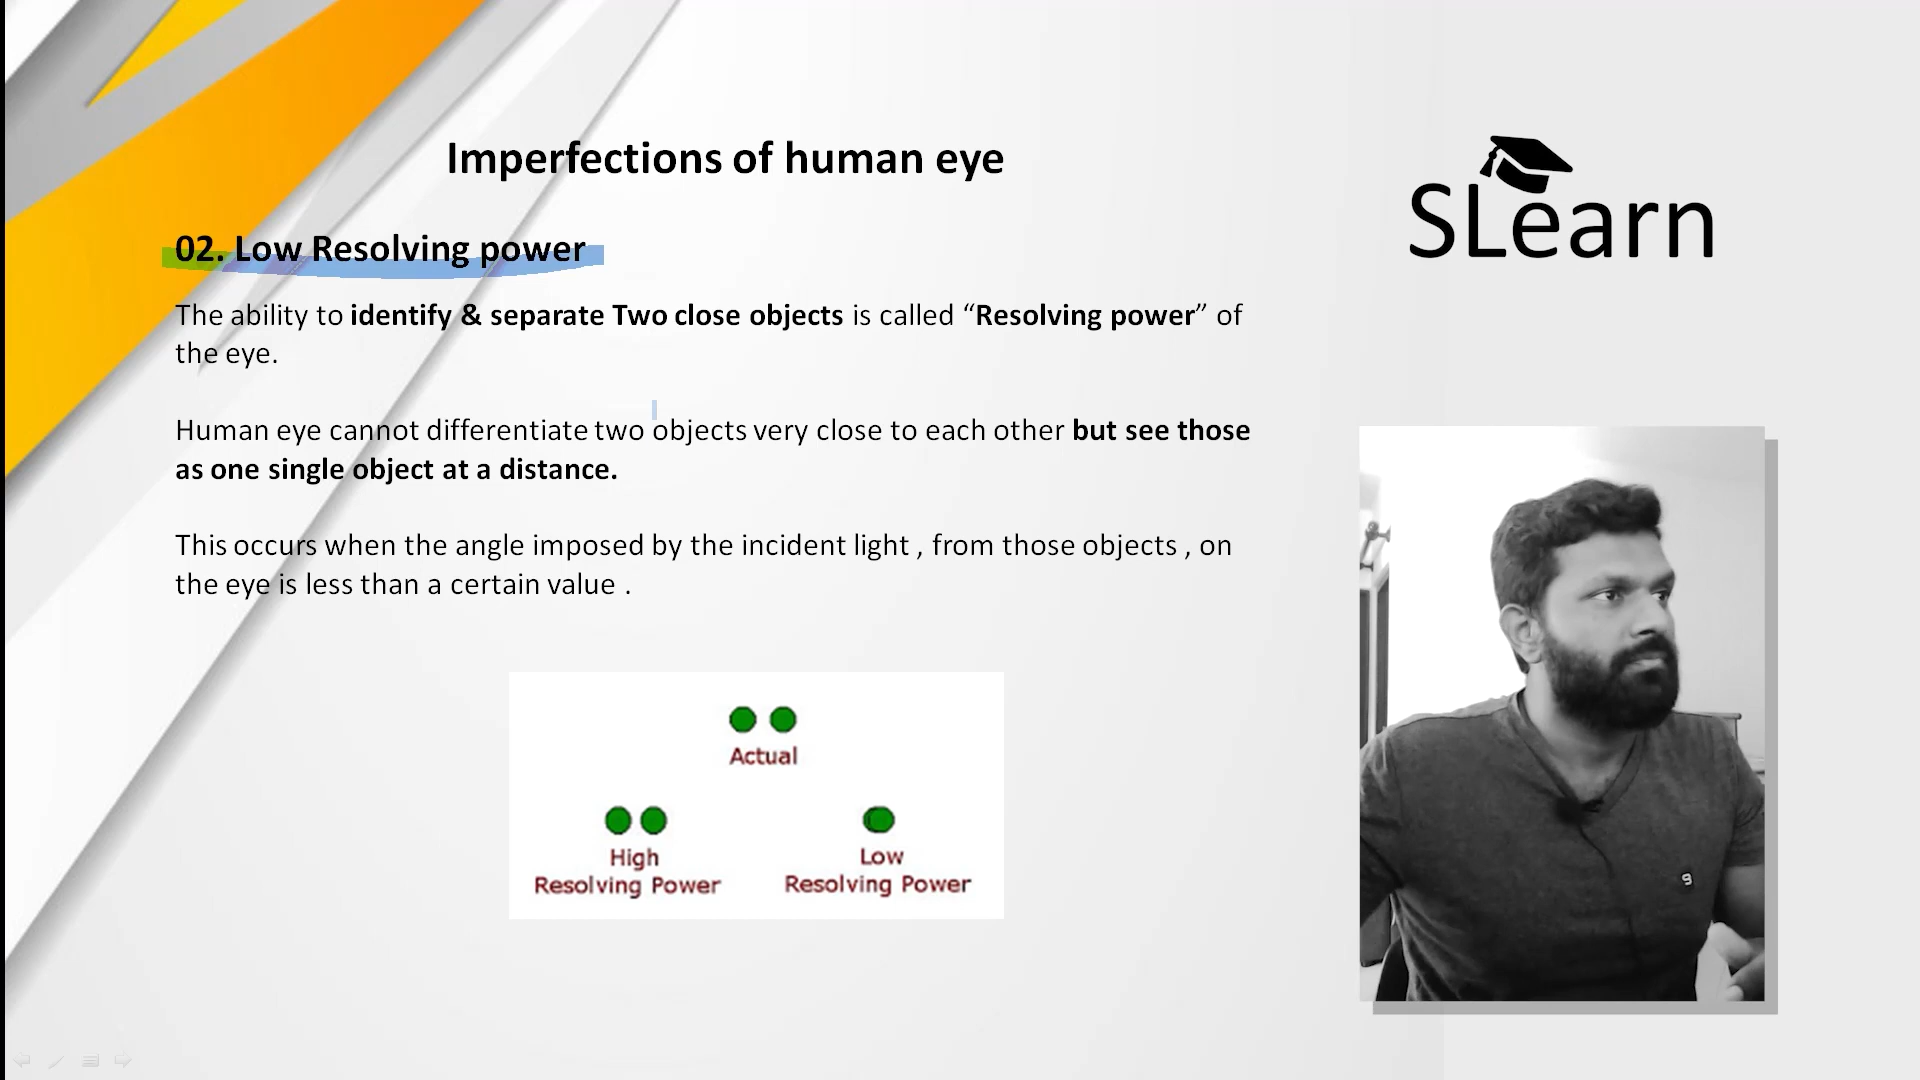 Imperfections of human eye
SLearn
02. Low Resolving power
The ability to identify & separate Two close objects is called “Resolving power” of
the eye.
Human eye cannot differentiate two objects very close to each other but see those
as one single object at a distance.
This occurs when the angle imposed by the incident light , from those objects , on
the eye is less than a certain value .
Actual
High
Resolving Power
Low
Resolving Power
9